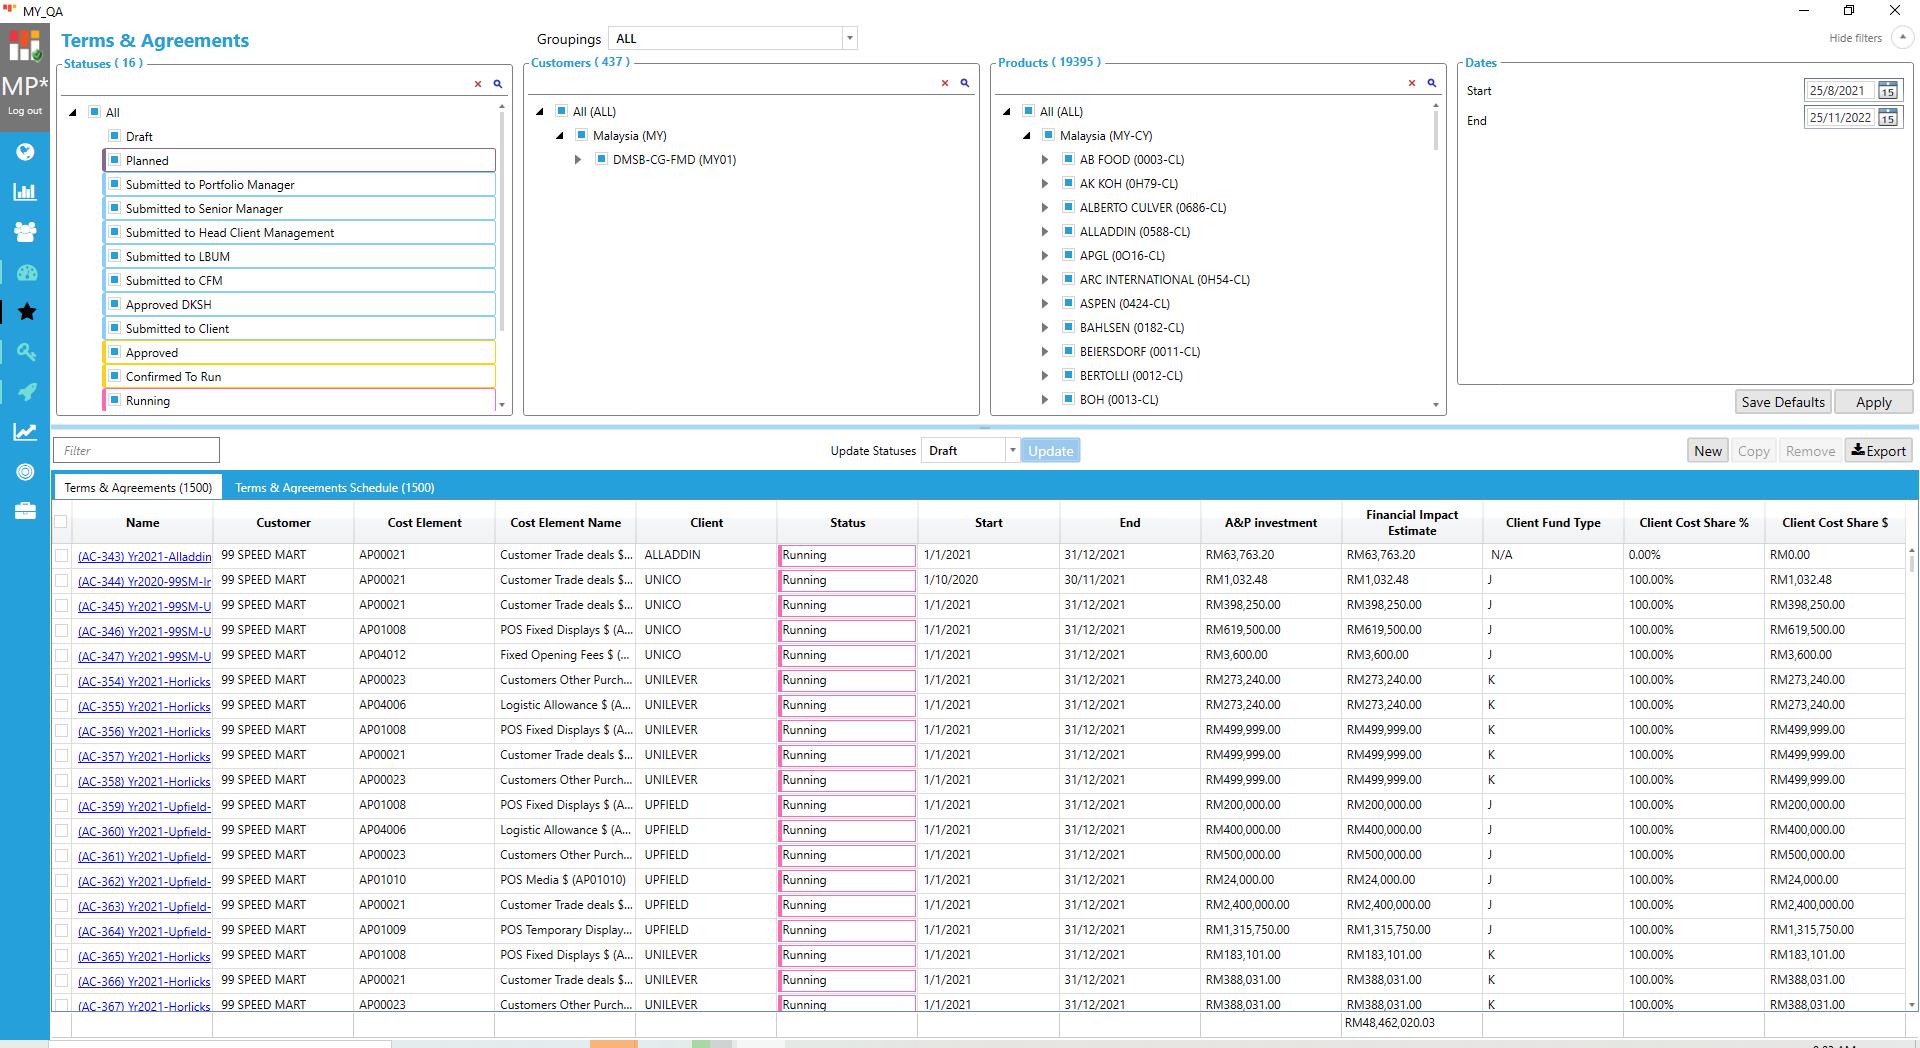 MY_QA
MP*
Log out
Terms & Agreements
Groupings ALL
Hide filters
Statuses ( 16 )
All
Draft
Planned
Submitted to Portfolio Manager
Submitted to Senior Manager
Submitted to Head Client Management
Submitted to LBUM
Submitted to CFM
Approved DKSH
Submitted to Client
Approved
Confirmed To Run
Running
Customers ( 437 )
All (ALL)
Malaysia (MY)
DMSB-CG-FMD (MY01)
Products ( 19395 )
All (ALL)
Malaysia (MY-CY)
AB FOOD (0003-CL)
AK KOH (0H79-CL)
ALBERTO CULVER (0686-CL)
ALLADDIN (0588-CL)
APGL (0O16-CL)
ARC INTERNATIONAL (0H54-CL)
ASPEN (0424-CL)
BAHLSEN (0182-CL)
BEIERSDORF (0011-CL)
BERTOLLI (0012-CL)
BOH (0013-CL)
Dates
Start 25/8/2021 15
End 25/11/2022 15
Save Defaults Apply
Filter Update Statuses Draft Update New Copy Remove Export
Terms & Agreements (1500) Terms & Agreements Schedule (1500)
Name Customer Cost Element Cost Element Name Client Status Start End A&P investment Financial Impact Estimate Client Fund Type Client Cost Share % Client Cost Share $
(AC-343) Yr2021-Alladdin 99 SPEED MART AP00021 Customer Trade deals $... ALLADDIN Running 1/1/2021 31/12/2021 RM63,763.20 RM63,763.20 N/A 0.00% RM0.00
(AC-344) Yr2020-99SM-Ir 99 SPEED MART AP00021 Customer Trade deals $... UNICO Running 1/10/2020 30/11/2021 RM1,032.48 RM1,032.48 J 100.00% RM1,032.48
(AC-345) Yr2021-99SM-U 99 SPEED MART AP00021 Customer Trade deals $... UNICO Running 1/1/2021 31/12/2021 RM398,250.00 RM398,250.00 J 100.00% RM398,250.00
(AC-346) Yr2021-99SM-U 99 SPEED MART AP01008 POS Fixed Displays $ (A... UNICO Running 1/1/2021 31/12/2021 RM619,500.00 RM619,500.00 J 100.00% RM619,500.00
(AC-347) Yr2021-99SM-U 99 SPEED MART AP04012 Fixed Opening Fees $ (... UNICO Running 1/1/2021 31/12/2021 RM3,600.00 RM3,600.00 J 100.00% RM3,600.00
(AC-354) Yr2021-Horlicks 99 SPEED MART AP00023 Customers Other Purch... UNILEVER Running 1/1/2021 31/12/2021 RM273,240.00 RM273,240.00 K 100.00% RM273,240.00
(AC-355) Yr2021-Horlicks 99 SPEED MART AP04006 Logistic Allowance $ (A... UNILEVER Running 1/1/2021 31/12/2021 RM273,240.00 RM273,240.00 K 100.00% RM273,240.00
(AC-356) Yr2021-Horlicks 99 SPEED MART AP01008 POS Fixed Displays $ (A... UNILEVER Running 1/1/2021 31/12/2021 RM499,999.00 RM499,999.00 K 100.00% RM499,999.00
(AC-357) Yr2021-Horlicks 99 SPEED MART AP00021 Customer Trade deals $... UNILEVER Running 1/1/2021 31/12/2021 RM499,999.00 RM499,999.00 K 100.00% RM499,999.00
(AC-358) Yr2021-Horlicks 99 SPEED MART AP00023 Customers Other Purch... UNILEVER Running 1/1/2021 31/12/2021 RM499,999.00 RM499,999.00 K 100.00% RM499,999.00
(AC-359) Yr2021-Upfield- 99 SPEED MART AP01008 POS Fixed Displays $ (A... UPFIELD Running 1/1/2021 31/12/2021 RM200,000.00 RM200,000.00 J 100.00% RM200,000.00
(AC-360) Yr2021-Upfield- 99 SPEED MART AP04006 Logistic Allowance $ (A... UPFIELD Running 1/1/2021 31/12/2021 RM400,000.00 RM400,000.00 J 100.00% RM400,000.00
(AC-361) Yr2021-Upfield- 99 SPEED MART AP00023 Customers Other Purch... UPFIELD Running 1/1/2021 31/12/2021 RM500,000.00 RM500,000.00 J 100.00% RM500,000.00
(AC-362) Yr2021-Upfield- 99 SPEED MART AP01010 POS Media $ (AP01010) UPFIELD Running 1/1/2021 31/12/2021 RM24,000.00 RM24,000.00 J 100.00% RM24,000.00
(AC-363) Yr2021-Upfield- 99 SPEED MART AP00021 Customer Trade deals $... UPFIELD Running 1/1/2021 31/12/2021 RM2,400,000.00 RM2,400,000.00 J 100.00% RM2,400,000.00
(AC-364) Yr2021-Upfield- 99 SPEED MART AP01009 POS Temporary Display... UPFIELD Running 1/1/2021 31/12/2021 RM1,315,750.00 RM1,315,750.00 J 100.00% RM1,315,750.00
(AC-365) Yr2021-Horlicks 99 SPEED MART AP01008 POS Fixed Displays $ (A... UNILEVER Running 1/1/2021 31/12/2021 RM183,101.00 RM183,101.00 K 100.00% RM183,101.00
(AC-366) Yr2021-Horlicks 99 SPEED MART AP00021 Customer Trade deals $... UNILEVER Running 1/1/2021 31/12/2021 RM388,031.00 RM388,031.00 K 100.00% RM388,031.00
(AC-367) Yr2021-Horlicks 99 SPEED MART AP00023 Customers Other Purch... UNILEVER Running 1/1/2021 31/12/2021 RM388,031.00 RM388,031.00 K 100.00% RM388,031.00
RM48,462,020.03